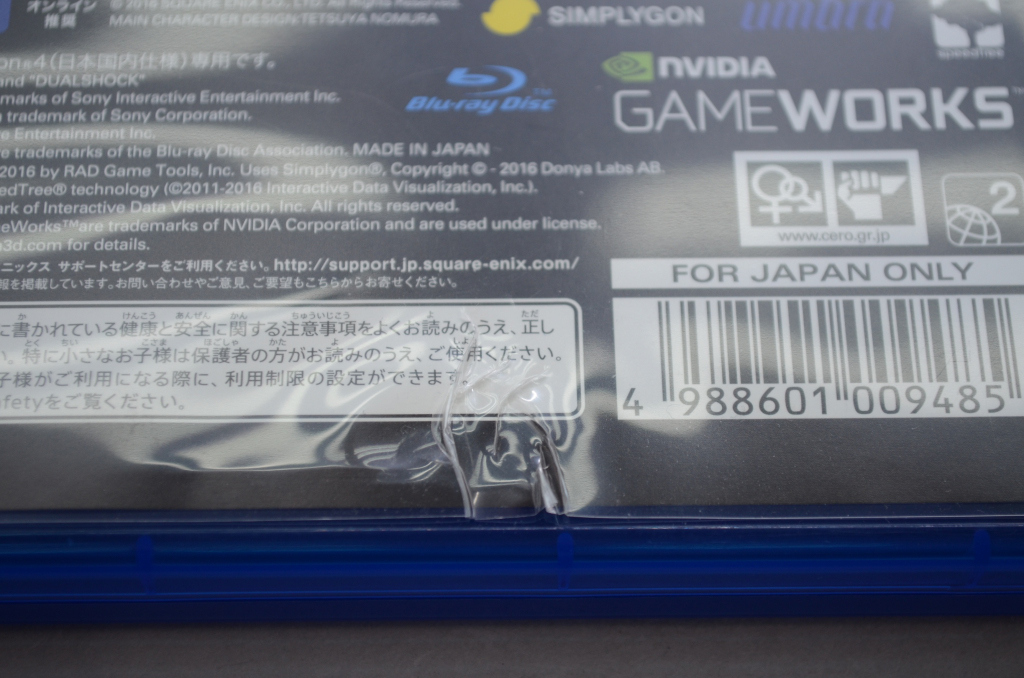 オンライン
推奨
© 2016 SQUARE ENIX CO., LTD. All Rights Reserved.
MAIN CHARACTER DESIGN:TETSUYA NOMURA
SIMPLYGON
umbra
speedtree
on®4(日本国内仕様)専用です。
and "DUALSHOCK"
marks of Sony Interactive Entertainment Inc.
trademark of Sony Corporation.
e Entertainment Inc.
e trademarks of the Blu-ray Disc Association. MADE IN JAPAN
2016 by RAD Game Tools, Inc. Uses Simplygon®, Copyright © - 2016 Donya Labs AB.
edTree® technology (©2011-2016 Interactive Data Visualization, Inc.).
ark of Interactive Data Visualization, Inc. All rights reserved.
eWorks™are trademarks of NVIDIA Corporation and are used under license.
3d.com for details.
ニックス サポートセンターをご利用ください。http://support.jp.square-enix.com/
報を掲載しています。お問い合わせやご意見、ご要望もこちらからお寄せください。
Blu-ray Disc™
NVIDIA
GAMEWORKS™
www.cero.gr.jp
2
FOR JAPAN ONLY
に書かれている健康と安全に関する注意事項をよくお読みのうえ、正し
い。特に小さなお子様は保護者の方がお読みのうえ、ご使用ください。
子様がご利用になる際に、利用制限の設定ができます。
afetyをご覧ください。
4 988601 009485